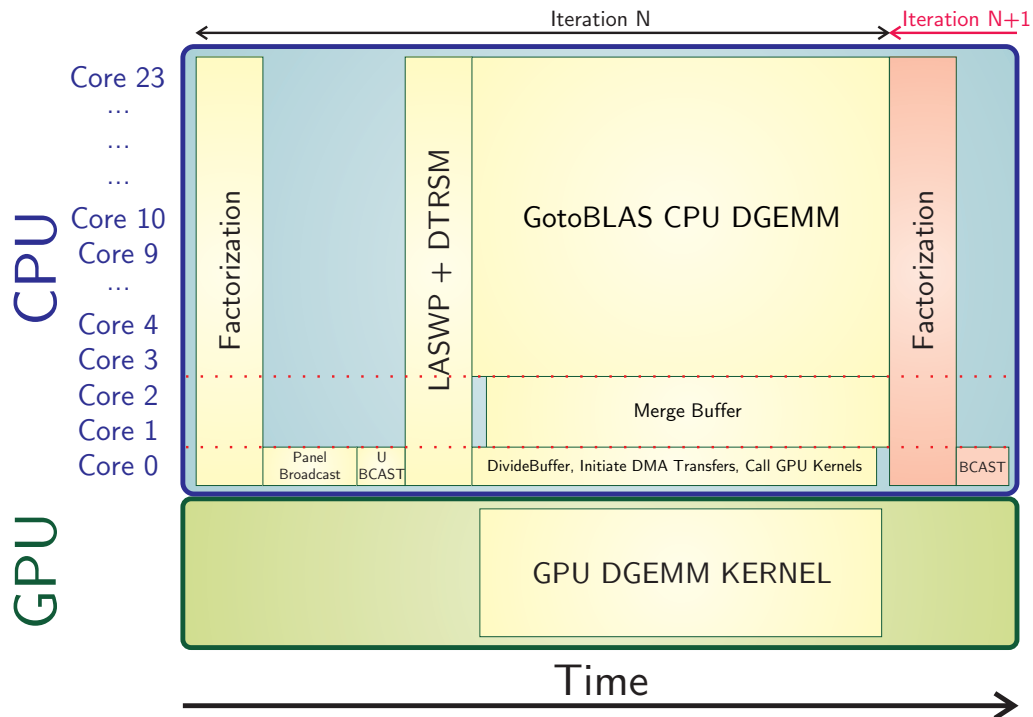 Iteration N
Iteration N+1
CPU
Core 23
...
...
...
Core 10
Core 9
...
Core 4
Core 3
Core 2
Core 1
Core 0
Factorization
Panel
Broadcast
U
BCAST
LASWP + DTRSM
GotoBLAS CPU DGEMM
Merge Buffer
DivideBuffer, Initiate DMA Transfers, Call GPU Kernels
Factorization
BCAST
GPU
GPU DGEMM KERNEL
Time